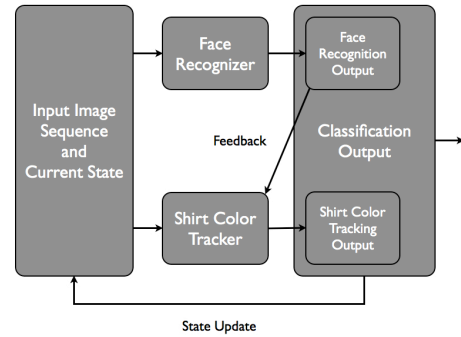 Input Image
Sequence
and
Current State
Face
Recognizer
Face
Recognition
Output
Feedback
Classification
Output
Shirt Color
Tracker
Shirt Color
Tracking
Output
State Update